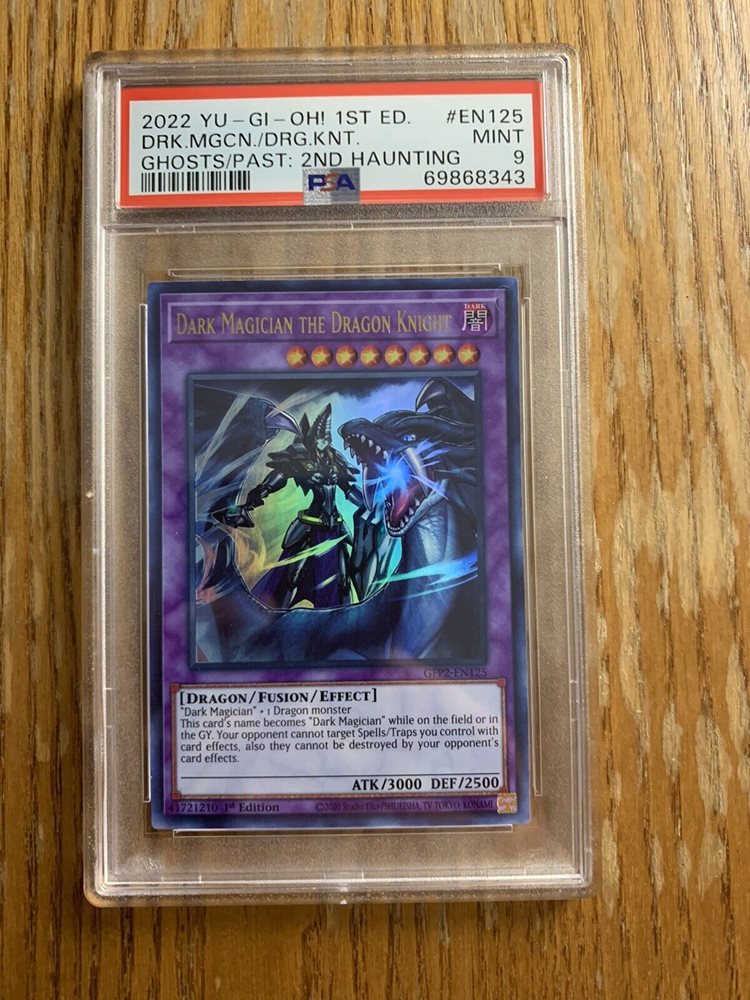 2022 YU-GI-OH! 1ST ED. #EN125
DRK.MGCN./DRG.KNT. MINT
GHOSTS/PAST: 2ND HAUNTING 9
PSA 69868343
DARK MAGICIAN THE DRAGON KNIGHT
DARK
闇
GFP2-EN125
[DRAGON/FUSION/EFFECT]
"Dark Magician" + 1 Dragon monster
This card's name becomes "Dark Magician" while on the field or in
the GY. Your opponent cannot target Spells/Traps you control with
card effects, also they cannot be destroyed by your opponent's
card effects.
ATK/3000 DEF/2500
41721210 1st Edition ©2020 Studio Dice/SHUEISHA, TV TOKYO, KONAMI